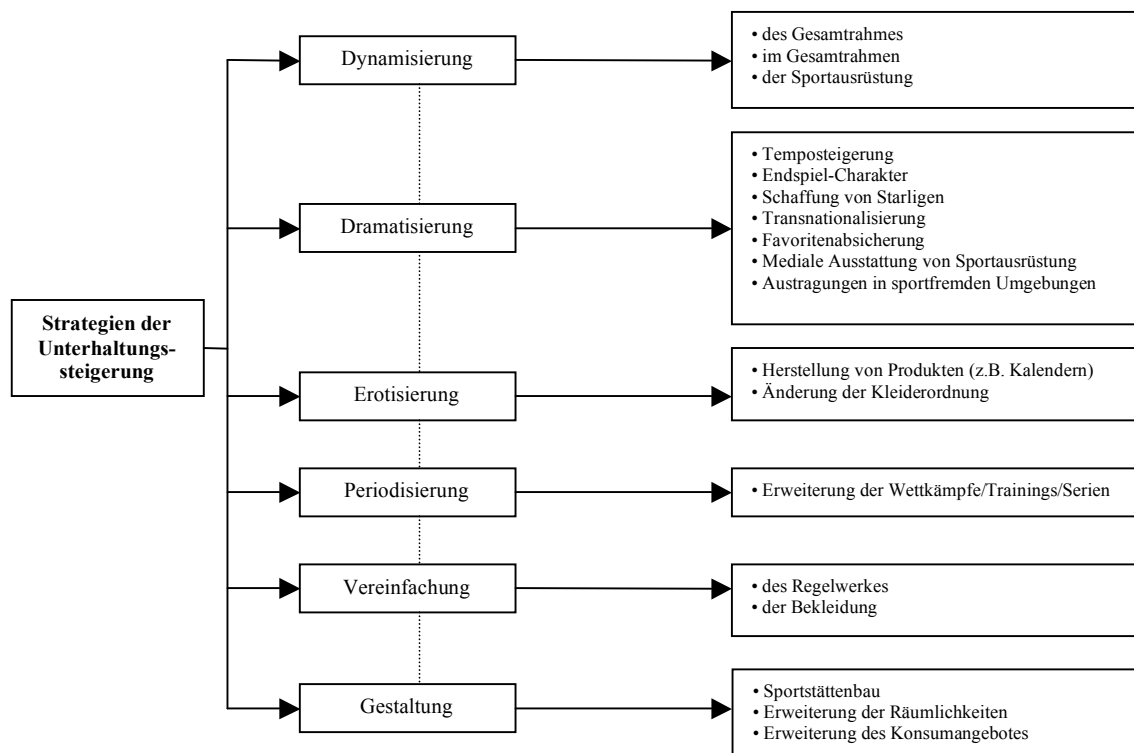 Dynamisierung
• des Gesamtrahmes
• im Gesamtrahmen
• der Sportausrüstung
Dramatisierung
• Temposteigerung
• Endspiel-Charakter
• Schaffung von Starligen
• Transnationalisierung
• Favoritenabsicherung
• Mediale Ausstattung von Sportausrüstung
• Austragungen in sportfremden Umgebungen
Strategien der
Unterhaltungs-
steigerung
Erotisierung
• Herstellung von Produkten (z.B. Kalendern)
• Änderung der Kleiderordnung
Periodisierung
• Erweiterung der Wettkämpfe/Trainings/Serien
Vereinfachung
• des Regelwerkes
• der Bekleidung
Gestaltung
• Sportstättenbau
• Erweiterung der Räumlichkeiten
• Erweiterung des Konsumangebotes